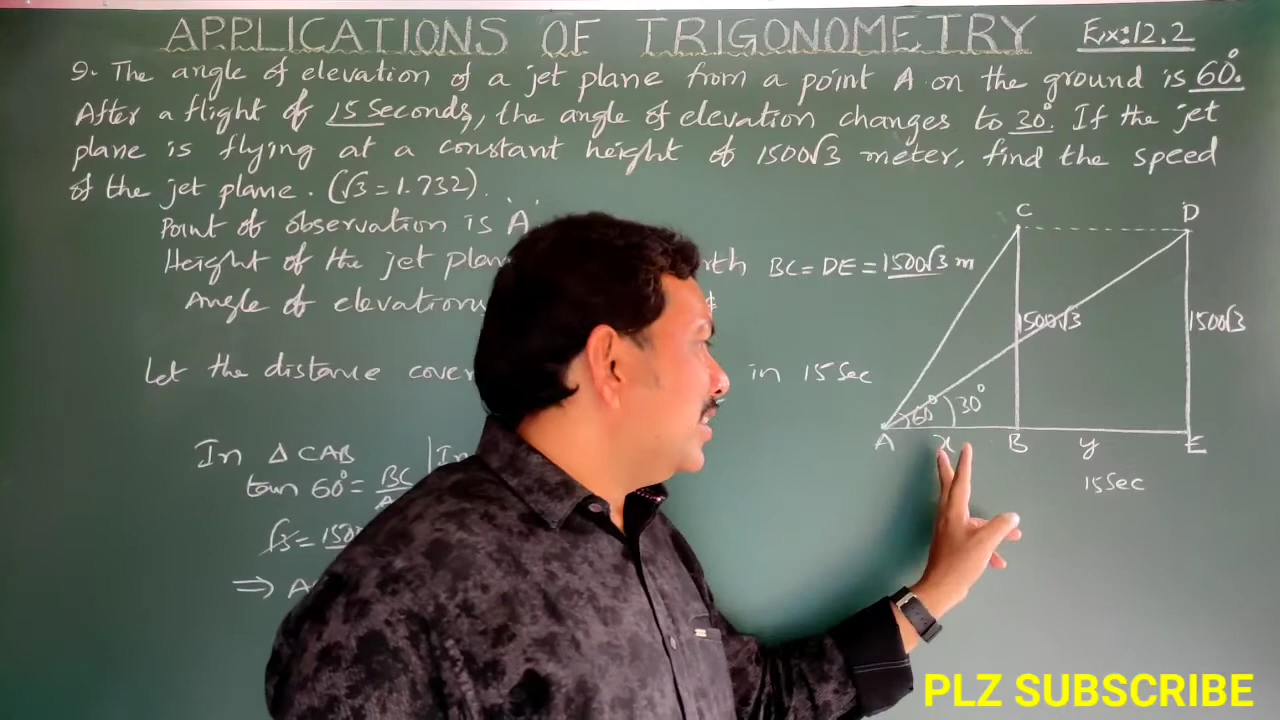 APPLICATIONS OF TRIGONOMETRY Ex:12.2
9. The angle of elevation of a jet plane from a point A on the ground is 60°.
After a flight of 15 Seconds, the angle of elevation changes to 30°. If the jet
plane is flying at a constant height of 1500√3 meter, find the speed
of the jet plane. (√3=1.732).
Point of observation is A
Height of the jet plan BC = DE = 1500√3 m
Angle of elevations
Let the distance cover in 15 Sec
In △ CAB
tan 60° = BC
√3 = 150
⇒ A
C D
1500√3 1500√3
60° 30°
A x B y E
15 Sec
PLZ SUBSCRIBE